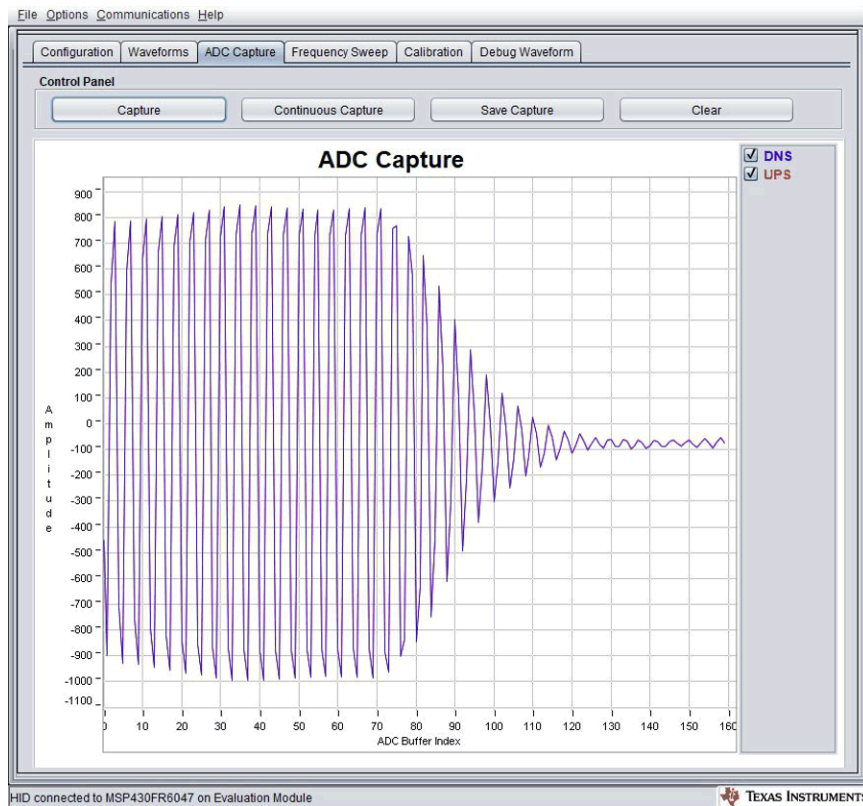 File Options Communications Help
Configuration Waveforms ADC Capture Frequency Sweep Calibration Debug Waveform
Control Panel
Capture Continuous Capture Save Capture Clear
ADC Capture
DNS
UPS
900
800
700
600
500
400
300
200
100
0
-100
-200
-300
-400
-500
-600
-700
-800
-900
-1000
-1100
Amplitude
0 10 20 30 40 50 60 70 80 90 100 110 120 130 140 150 160
ADC Buffer Index
HID connected to MSP430FR6047 on Evaluation Module
TEXAS INSTRUMENT